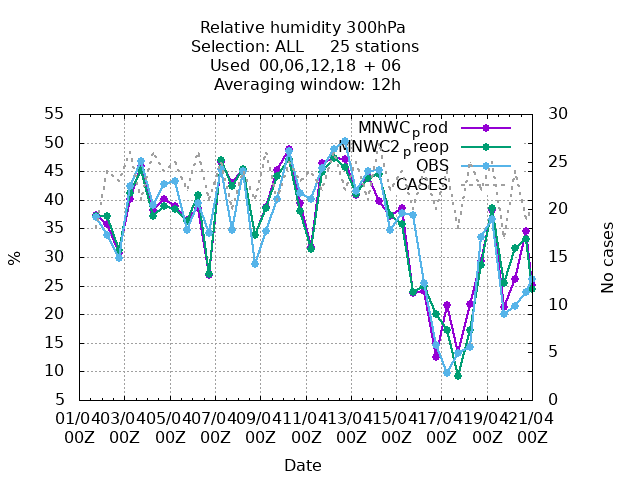 Relative humidity 300hPa
Selection: ALL 25 stations
Used 00,06,12,18 + 06
Averaging window: 12h
55
50
45
40
35
30
25
20
15
10
5
30
25
20
15
10
5
0
MNWCprod
MNWC2preop
OBS
CASES
%
No cases
01/04 03/04 05/04 07/04 09/04 11/04 13/04 15/04 17/04 19/04 21/04
00Z 00Z 00Z 00Z 00Z 00Z 00Z 00Z 00Z 00Z 00Z
Date